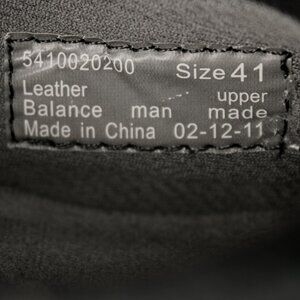 5410020200 Size 41
Leather upper
Balance man made
Made in China 02-12-11